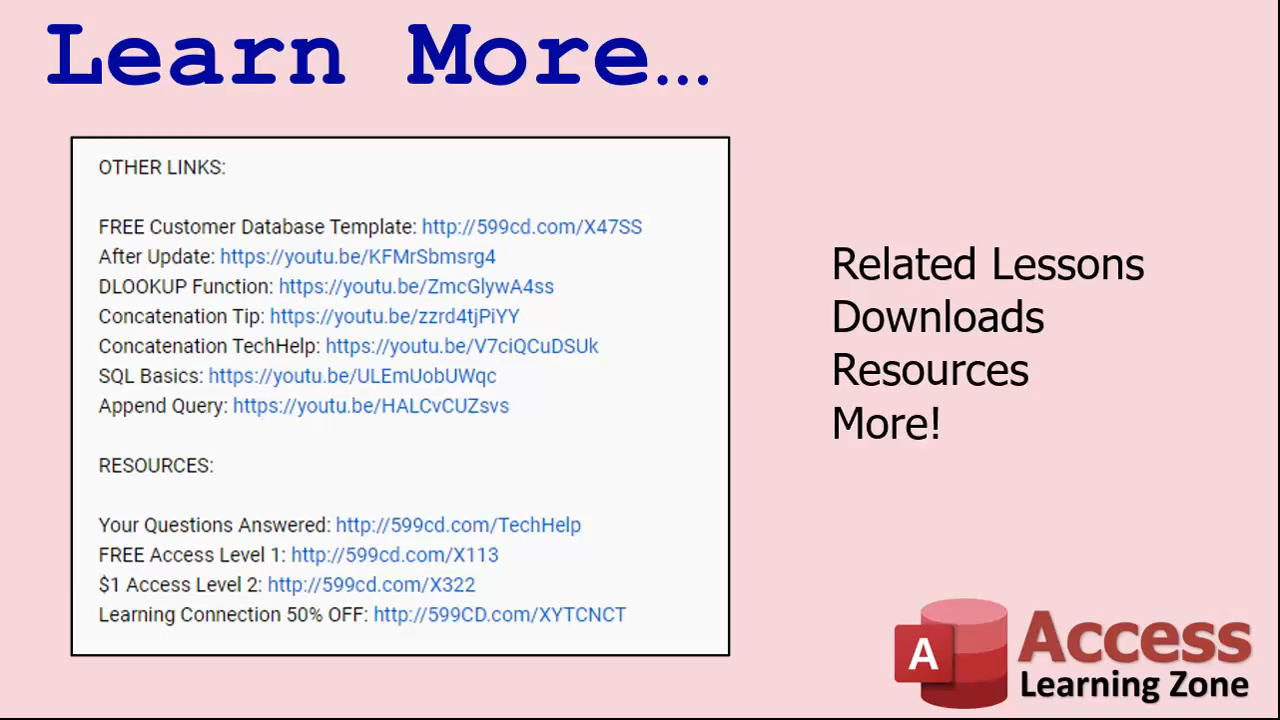 Learn More...
OTHER LINKS:
FREE Customer Database Template: http://599cd.com/X47SS
After Update: https://youtu.be/KFMrSbmsrg4
DLOOKUP Function: https://youtu.be/ZmcGlywA4ss
Concatenation Tip: https://youtu.be/zzrd4tjPiYY
Concatenation TechHelp: https://youtu.be/V7ciQCuDSUk
SQL Basics: https://youtu.be/ULEmUobUWqc
Append Query: https://youtu.be/HALCvCUZsvs
RESOURCES:
Your Questions Answered: http://599cd.com/TechHelp
FREE Access Level 1: http://599cd.com/X113
$1 Access Level 2: http://599cd.com/X322
Learning Connection 50% OFF: http://599CD.com/XYTCNCT
Related Lessons
Downloads
Resources
More!
A
Access
Learning Zone